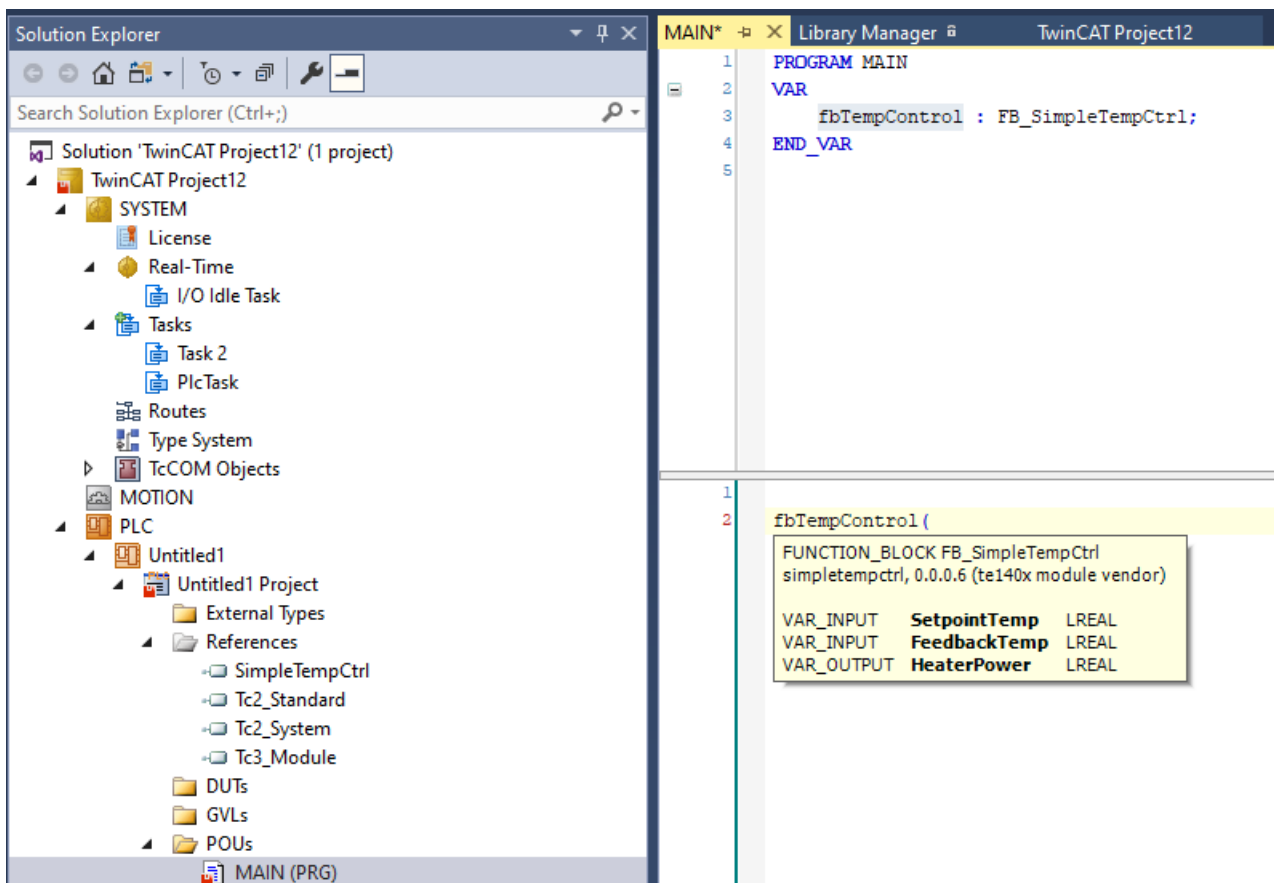 Solution Explorer
Search Solution Explorer (Ctrl+;)
Solution 'TwinCAT Project12' (1 project)
TwinCAT Project12
SYSTEM
License
Real-Time
I/O Idle Task
Tasks
Task 2
PlcTask
Routes
Type System
TcCOM Objects
MOTION
PLC
Untitled1
Untitled1 Project
External Types
References
SimpleTempCtrl
Tc2_Standard
Tc2_System
Tc3_Module
DUTs
GVLs
POUs
MAIN (PRG)
MAIN* Library Manager TwinCAT Project12
1 PROGRAM MAIN
2 VAR
3 fbTempControl : FB_SimpleTempCtrl;
4 END_VAR
5
1
2 fbTempControl(
FUNCTION_BLOCK FB_SimpleTempCtrl
simpletempctrl, 0.0.0.6 (te140x module vendor)
VAR_INPUT SetpointTemp LREAL
VAR_INPUT FeedbackTemp LREAL
VAR_OUTPUT HeaterPower LREAL